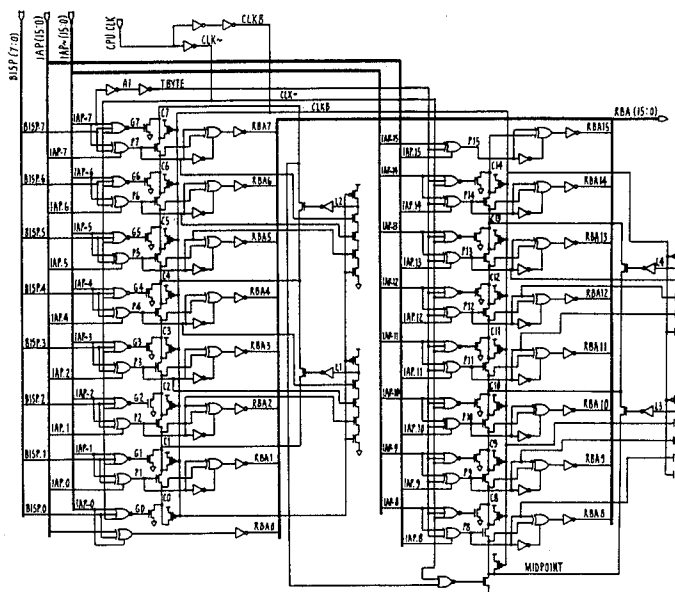 BISP(7:0)
IAP(15:0)
IAP~(15:0)
CPU CLK
CLKB
CLK~
A1
TBYTE
CLK~
CLKB
RBA(15:0)
IAP~7
BISP.7
IAP.7
G7
C7
P7
RBA7
IAP~6
BISP.6
IAP.6
G6
C6
P6
RBA6
IAP~5
BISP.5
IAP.5
G5
C5
P5
RBA5
IAP~4
BISP.4
IAP.4
G4
C4
P4
RBA4
IAP~3
BISP.3
IAP.2
G3
C3
P3
RBA3
IAP~2
BISP.2
IAP.1
G2
C2
P2
RBA2
IAP~1
BISP.1
IAP.0
G1
C1
P1
RBA1
IAP~0
BISP.0
G0
C0
RBA0
L2
L1
IAP~15
IAP.15
P15
RBA15
IAP~14
IAP.14
C14
P14
RBA14
IAP~13
IAP.13
C13
P13
RBA13
IAP~12
IAP.12
C12
P12
RBA12
IAP~11
IAP.11
C11
P11
RBA11
IAP~10
IAP.10
C10
P10
RBA10
IAP~9
IAP.9
C9
P9
RBA9
IAP~8
IAP.8
C8
P8
RBA8
L4
L3
MIDPOINT